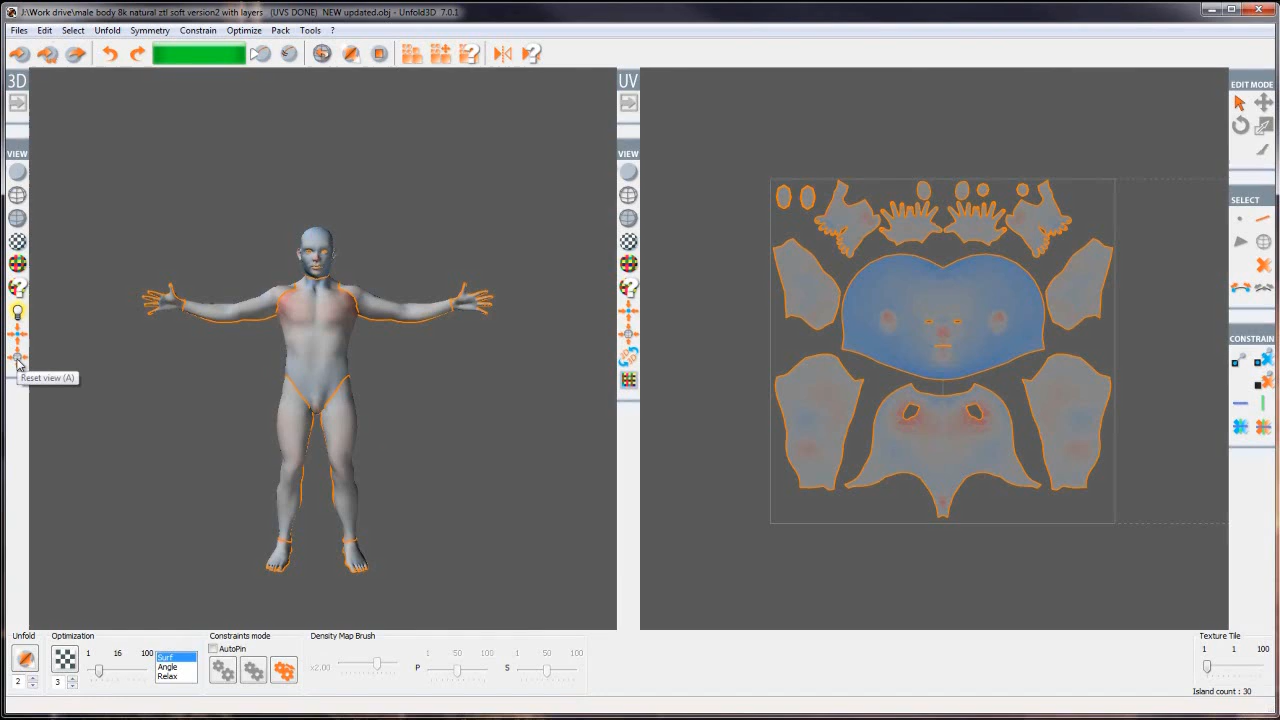 J:\Work drive\male body 8k natural ztl soft version2 with layers (UVS DONE) NEW updated.obj - Unfold3D 7.0.1
Files Edit Select Unfold Symmetry Constrain Optimize Pack Tools ?
3D
UV
EDIT MODE
VIEW
VIEW
SELECT
CONSTRAIN
Reset view (A)
Unfold
Optimization
Constraints mode
Density Map Brush
Texture Tile
1 16 100
Surf
Angle
Relax
AutoPin
x2.00
P
1 50 100
S
1 50 100
1 1 100
2
3
Island count : 30